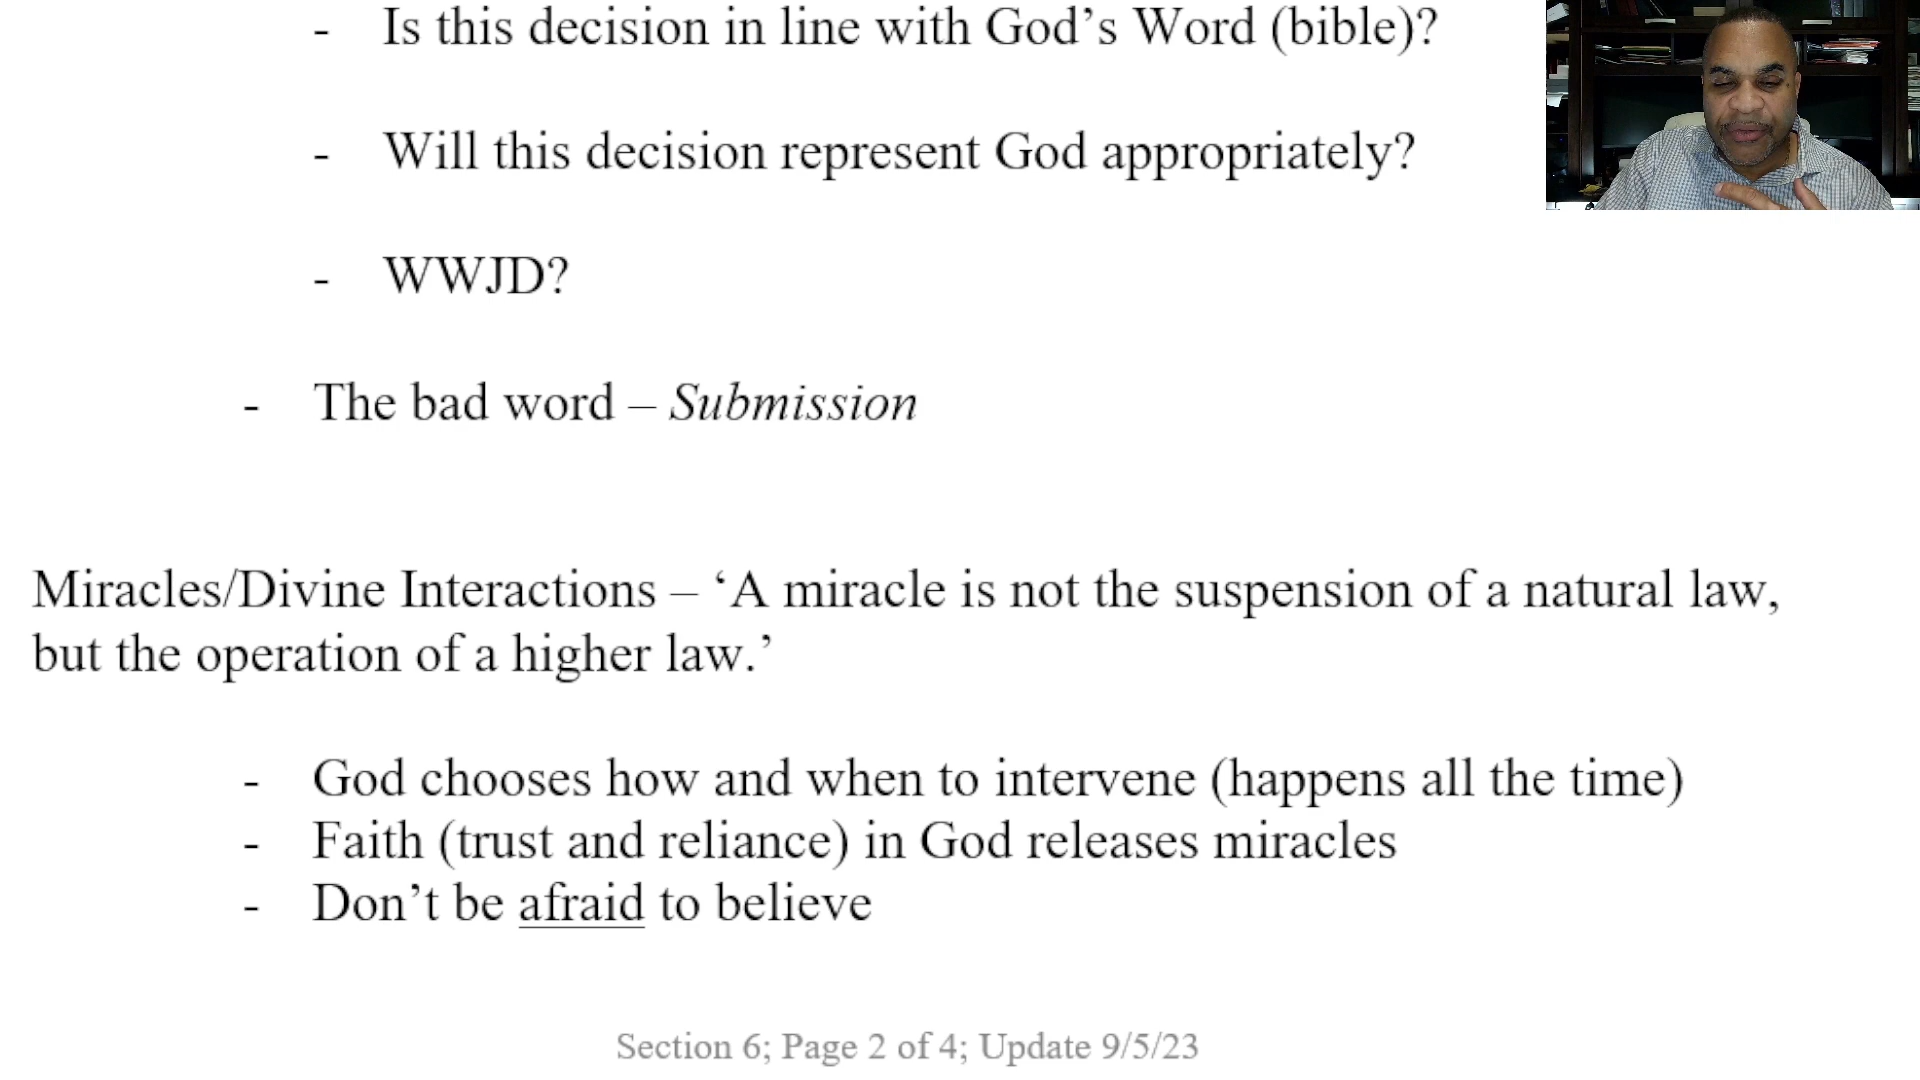 - Is this decision in line with God’s Word (bible)?
- Will this decision represent God appropriately?
- WWJD?
- The bad word – Submission
Miracles/Divine Interactions – ‘A miracle is not the suspension of a natural law,
but the operation of a higher law.’
- God chooses how and when to intervene (happens all the time)
- Faith (trust and reliance) in God releases miracles
- Don’t be afraid to believe
Section 6; Page 2 of 4; Update 9/5/23